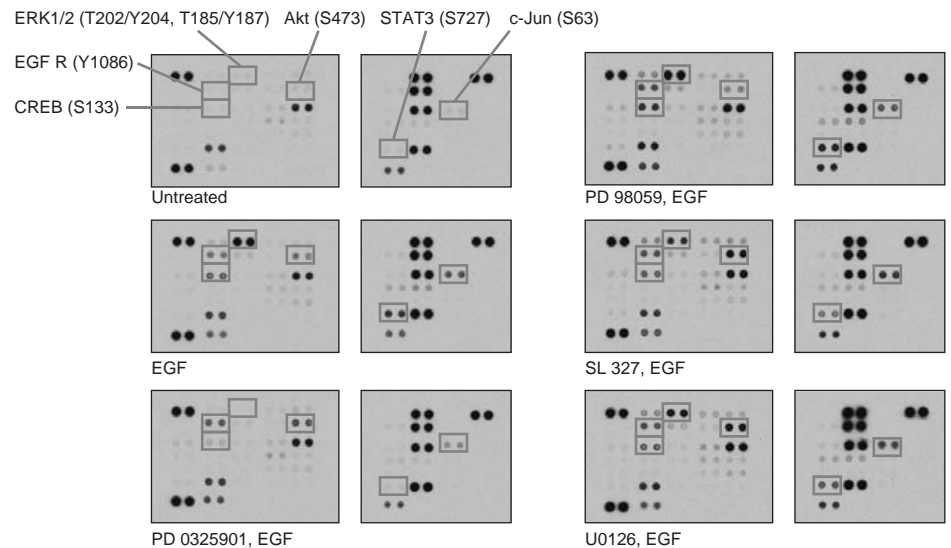 ERK1/2 (T202/Y204, T185/Y187) Akt (S473) STAT3 (S727) c-Jun (S63)
EGF R (Y1086)
CREB (S133)
Untreated
PD 98059, EGF
EGF
SL 327, EGF
PD 0325901, EGF
U0126, EGF